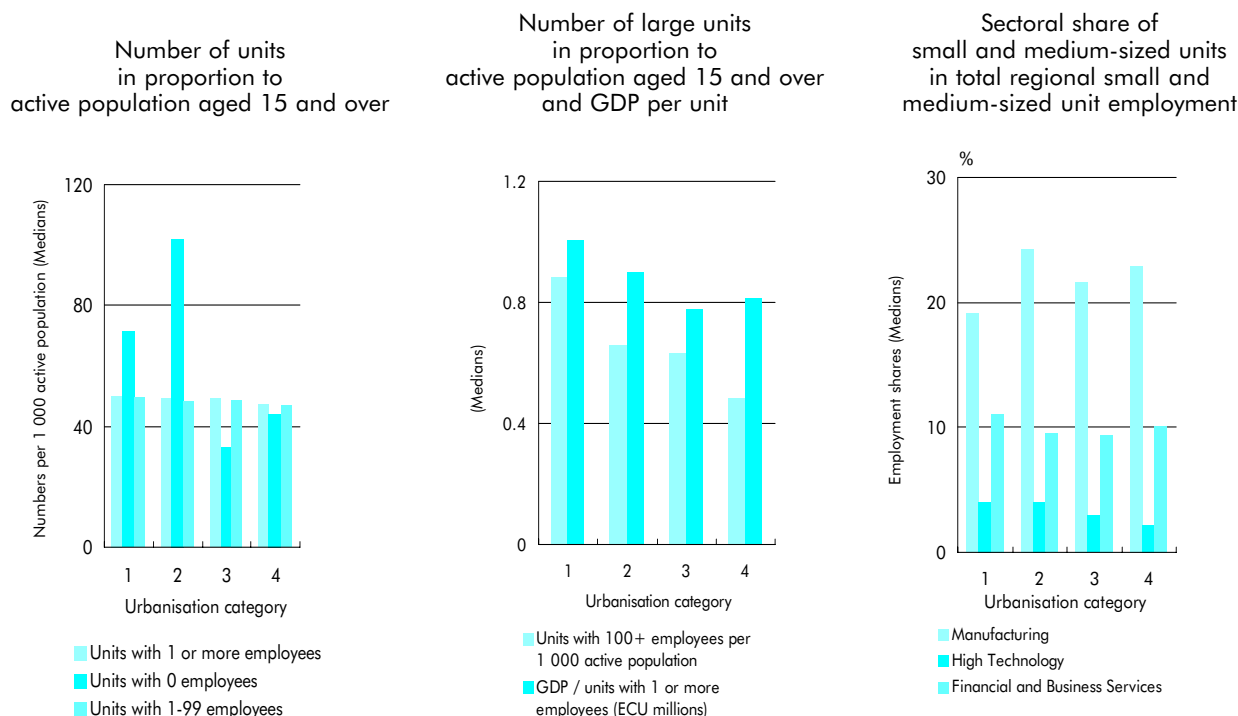 Number of units
in proportion to
active population aged 15 and over
120
80
40
0
Numbers per 1 000 active population (Medians)
1 2 3 4
Urbanisation category
Units with 1 or more employees
Units with 0 employees
Units with 1-99 employees
Number of large units
in proportion to
active population aged 15 and over
and GDP per unit
1.2
0.8
0.4
0
(Medians)
1 2 3 4
Urbanisation category
Units with 100+ employees per
1 000 active population
GDP / units with 1 or more
employees (ECU millions)
Sectoral share of
small and medium-sized units
in total regional small and
medium-sized unit employment
%
30
20
10
0
Employment shares (Medians)
1 2 3 4
Urbanisation category
Manufacturing
High Technology
Financial and Business Services